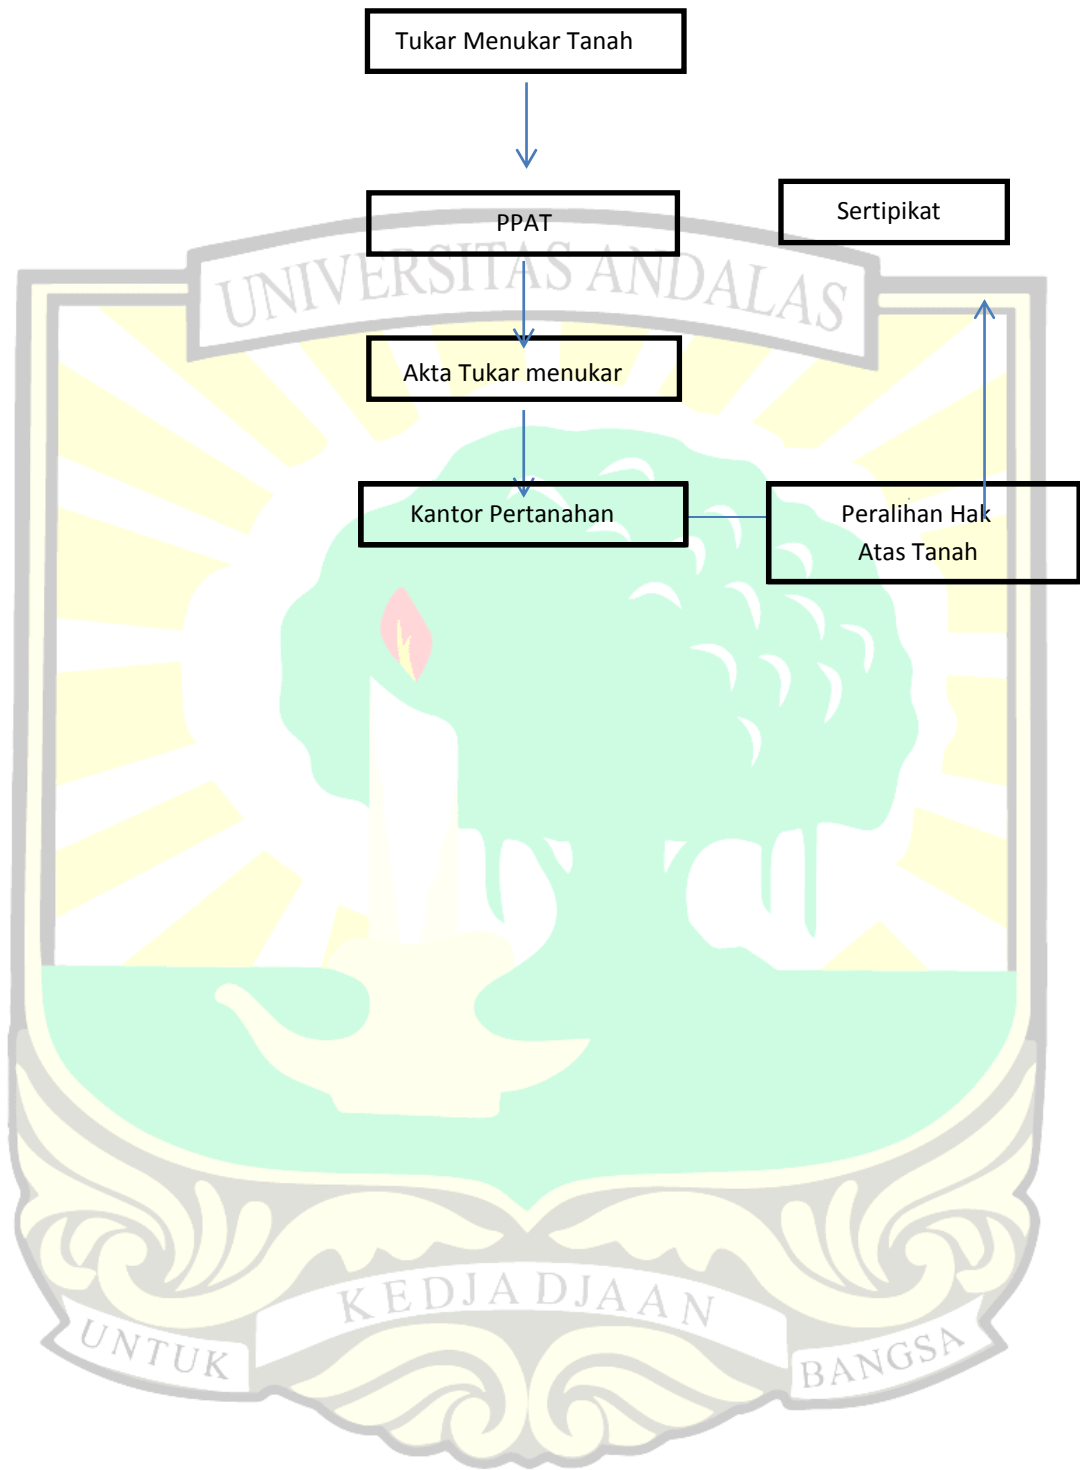 Tukar Menukar Tanah
PPAT
Sertipikat
UNIVERSITAS ANDALAS
Akta Tukar menukar
Kantor Pertanahan
Peralihan Hak
Atas Tanah
KEDJADJAAN
UNTUK
BANGSA